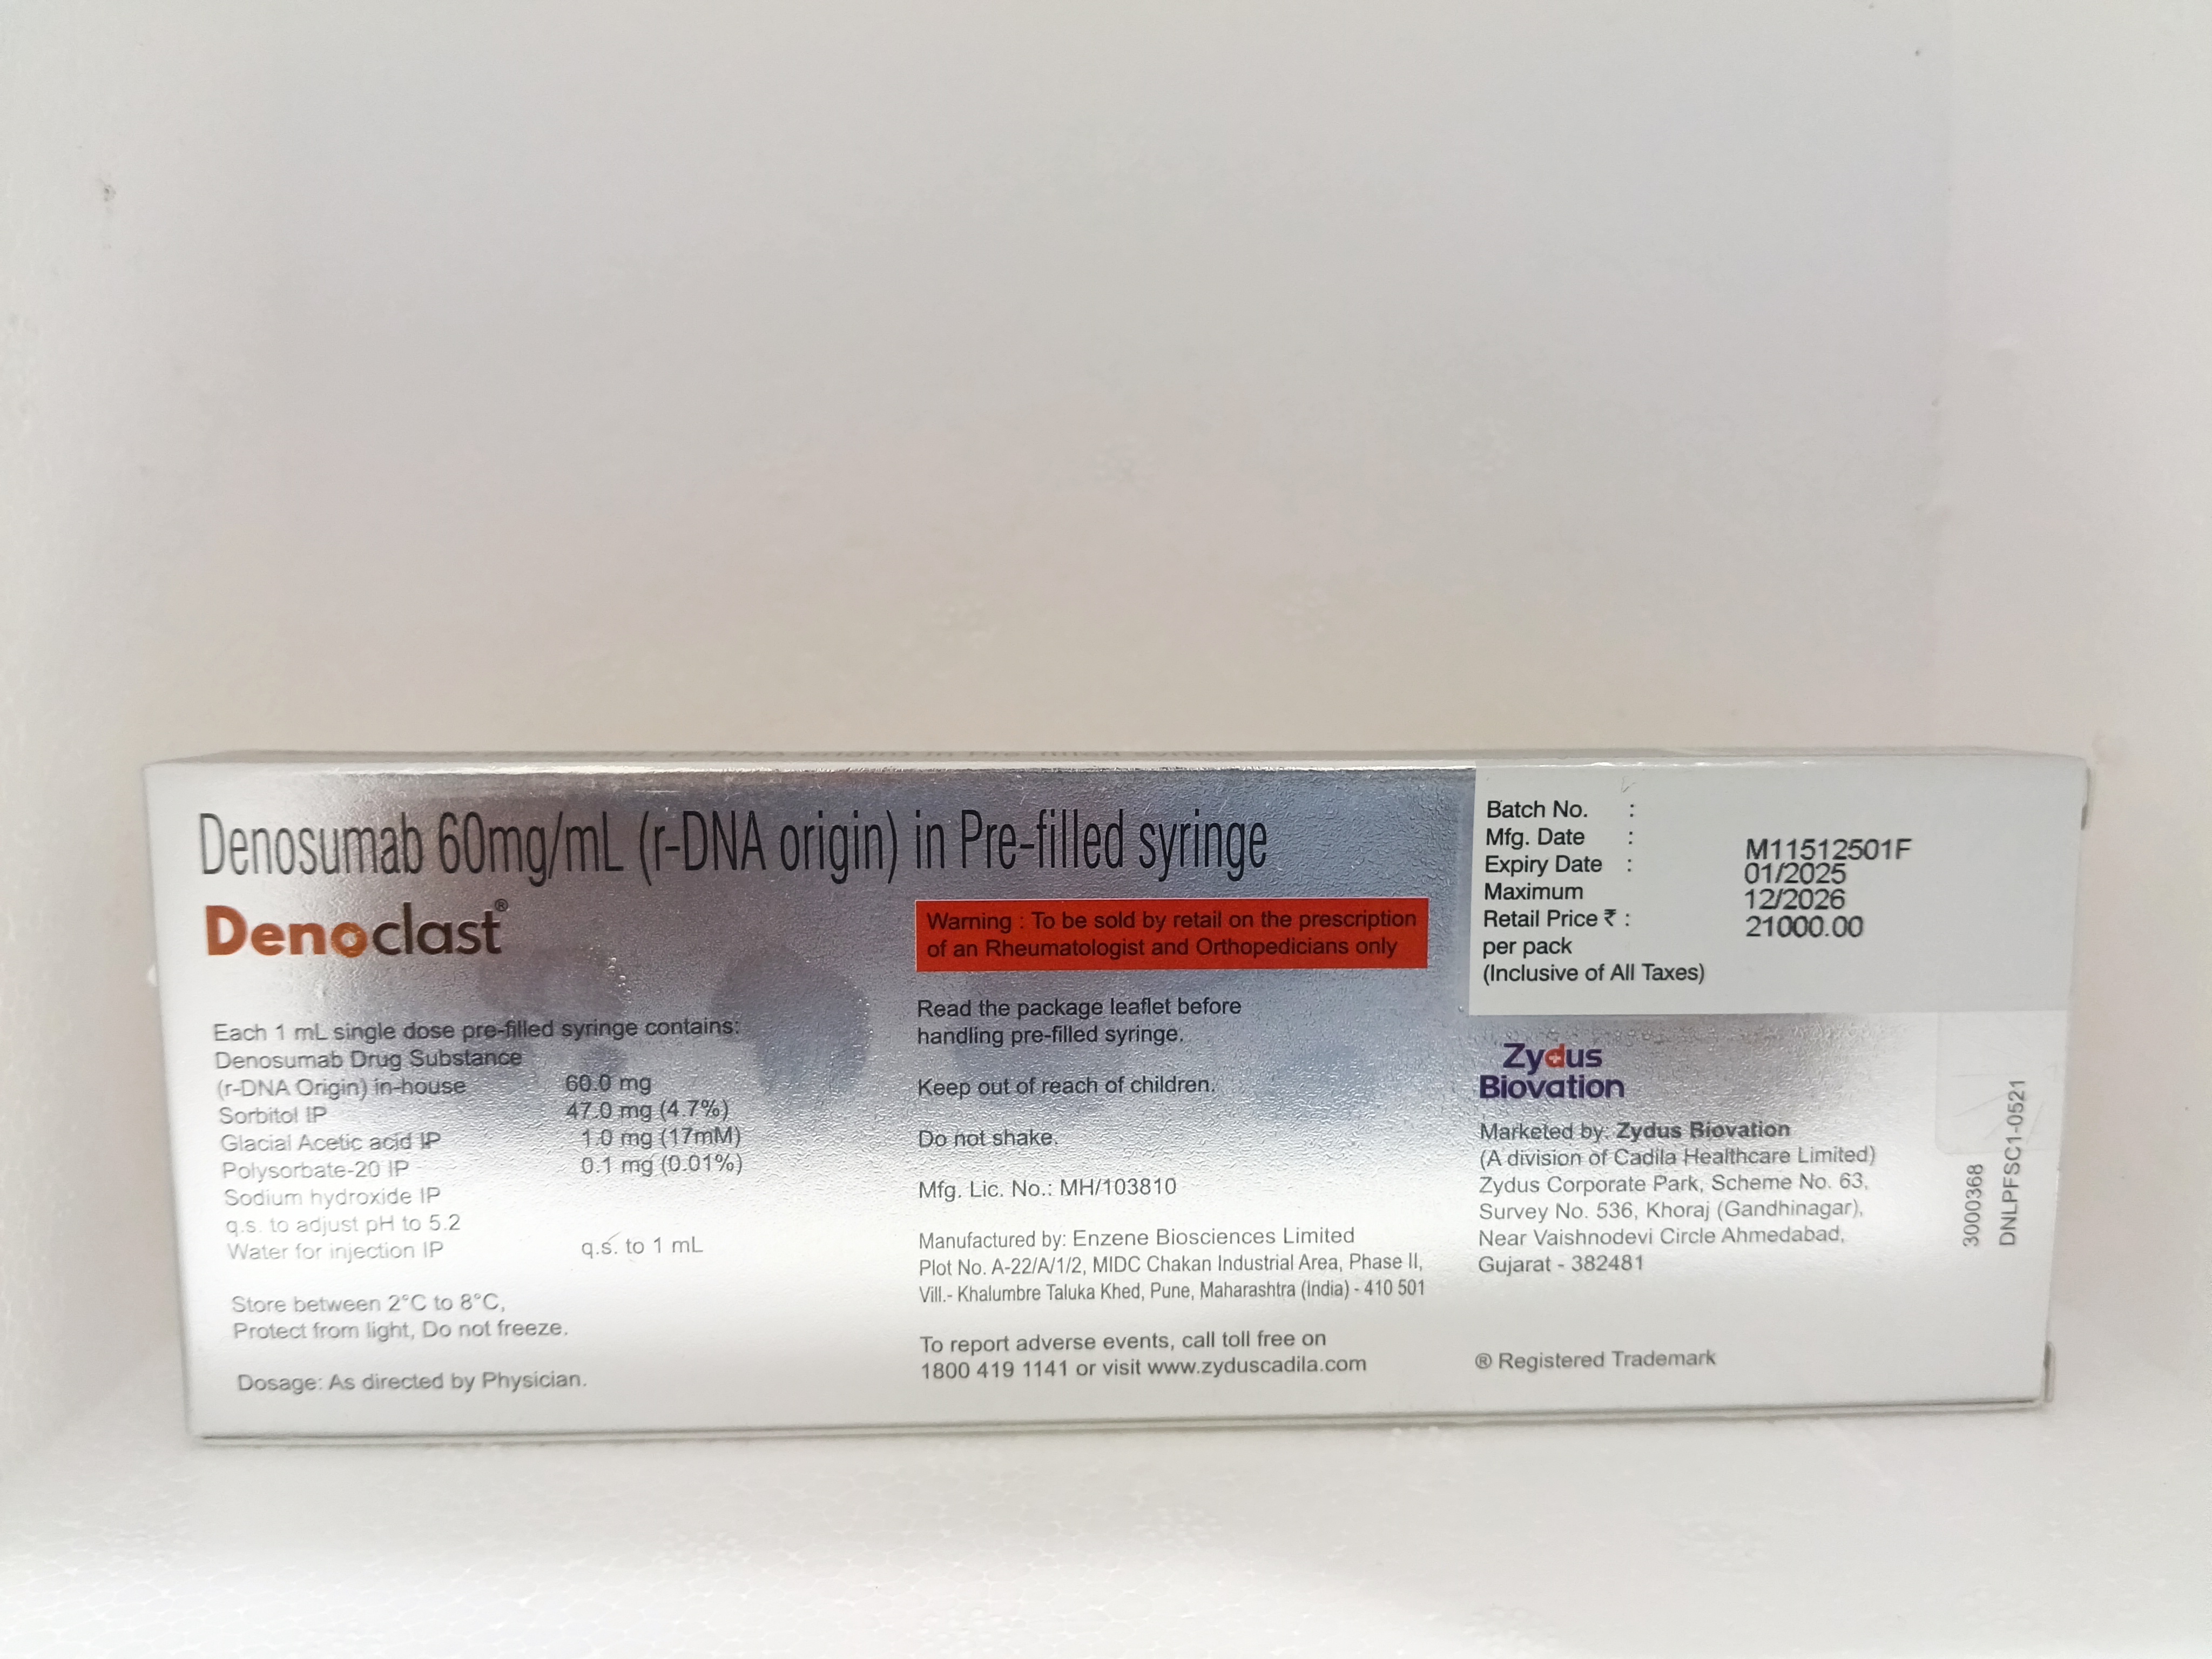 Denosumab 60mg/mL (r-DNA origin) in Pre-filled syringe
Denoclast®
Each 1 mL single dose pre-filled syringe contains:
Denosumab Drug Substance
(r-DNA Origin) in-house 60.0 mg
Sorbitol IP 47.0 mg (4.7%)
Glacial Acetic acid IP 1.0 mg (17mM)
Polysorbate-20 IP 0.1 mg (0.01%)
Sodium hydroxide IP
q.s. to adjust pH to 5.2
Water for injection IP q.s. to 1 mL
Store between 2°C to 8°C,
Protect from light, Do not freeze.
Dosage: As directed by Physician.
Warning : To be sold by retail on the prescription
of an Rheumatologist and Orthopedicians only
Read the package leaflet before
handling pre-filled syringe.
Keep out of reach of children.
Do not shake.
Mfg. Lic. No.: MH/103810
Manufactured by: Enzene Biosciences Limited
Plot No. A-22/A/1/2, MIDC Chakan Industrial Area, Phase II,
Vill.- Khalumbre Taluka Khed, Pune, Maharashtra (India) - 410 501
To report adverse events, call toll free on
1800 419 1141 or visit www.zyduscadila.com
Batch No. :
Mfg. Date :
Expiry Date :
Maximum
Retail Price ₹ :
per pack
(Inclusive of All Taxes)
M11512501F
01/2025
12/2026
21000.00
Zydus
Biovation
Marketed by: Zydus Biovation
(A division of Cadila Healthcare Limited)
Zydus Corporate Park, Scheme No. 63,
Survey No. 536, Khoraj (Gandhinagar),
Near Vaishnodevi Circle Ahmedabad,
Gujarat - 382481
® Registered Trademark
3000368
DNLPFSC1-0521